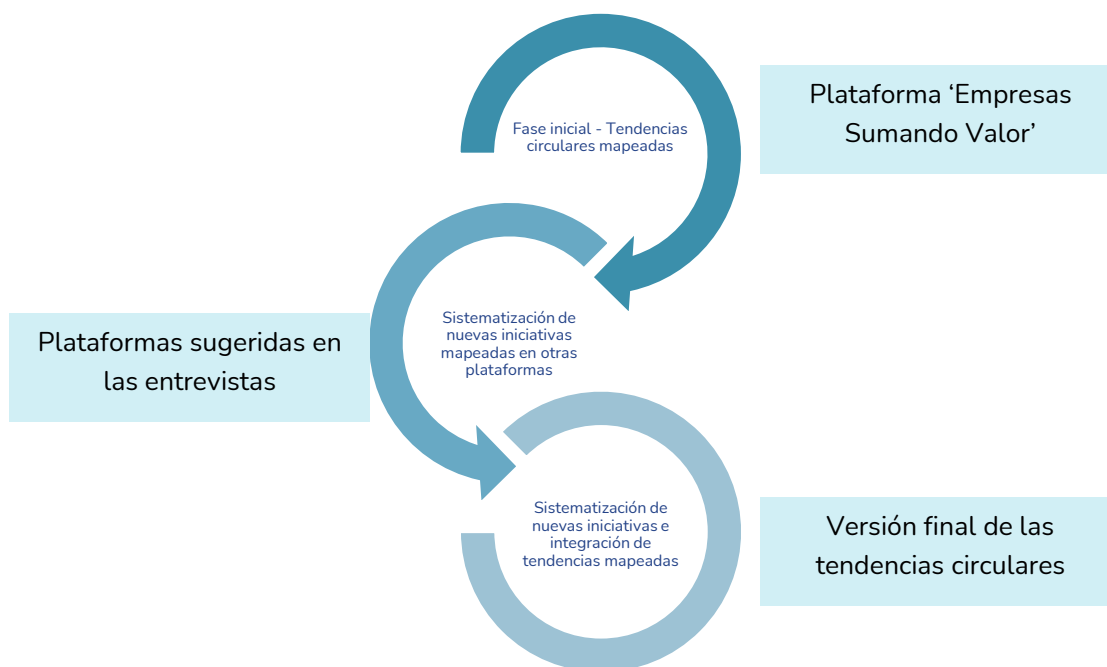 Fase inicial - Tendencias
circulares mapeadas
Plataforma ‘Empresas
Sumando Valor’
Sistematización de
nuevas iniciativas
mapeadas en otras
plataformas
Plataformas sugeridas en
las entrevistas
Sistematización de
nuevas iniciativas e
integración de
tendencias mapeadas
Versión final de las
tendencias circulares